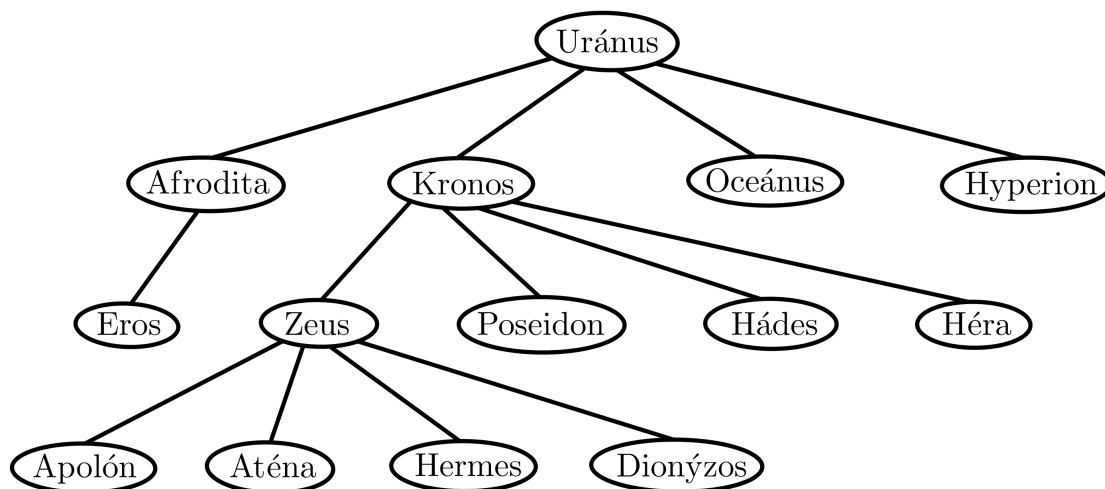 Uránus
Afrodita Kronos Oceánus Hyperion
Eros Zeus Poseidon Hádes Héra
Apolón Aténa Hermes Dionýzos